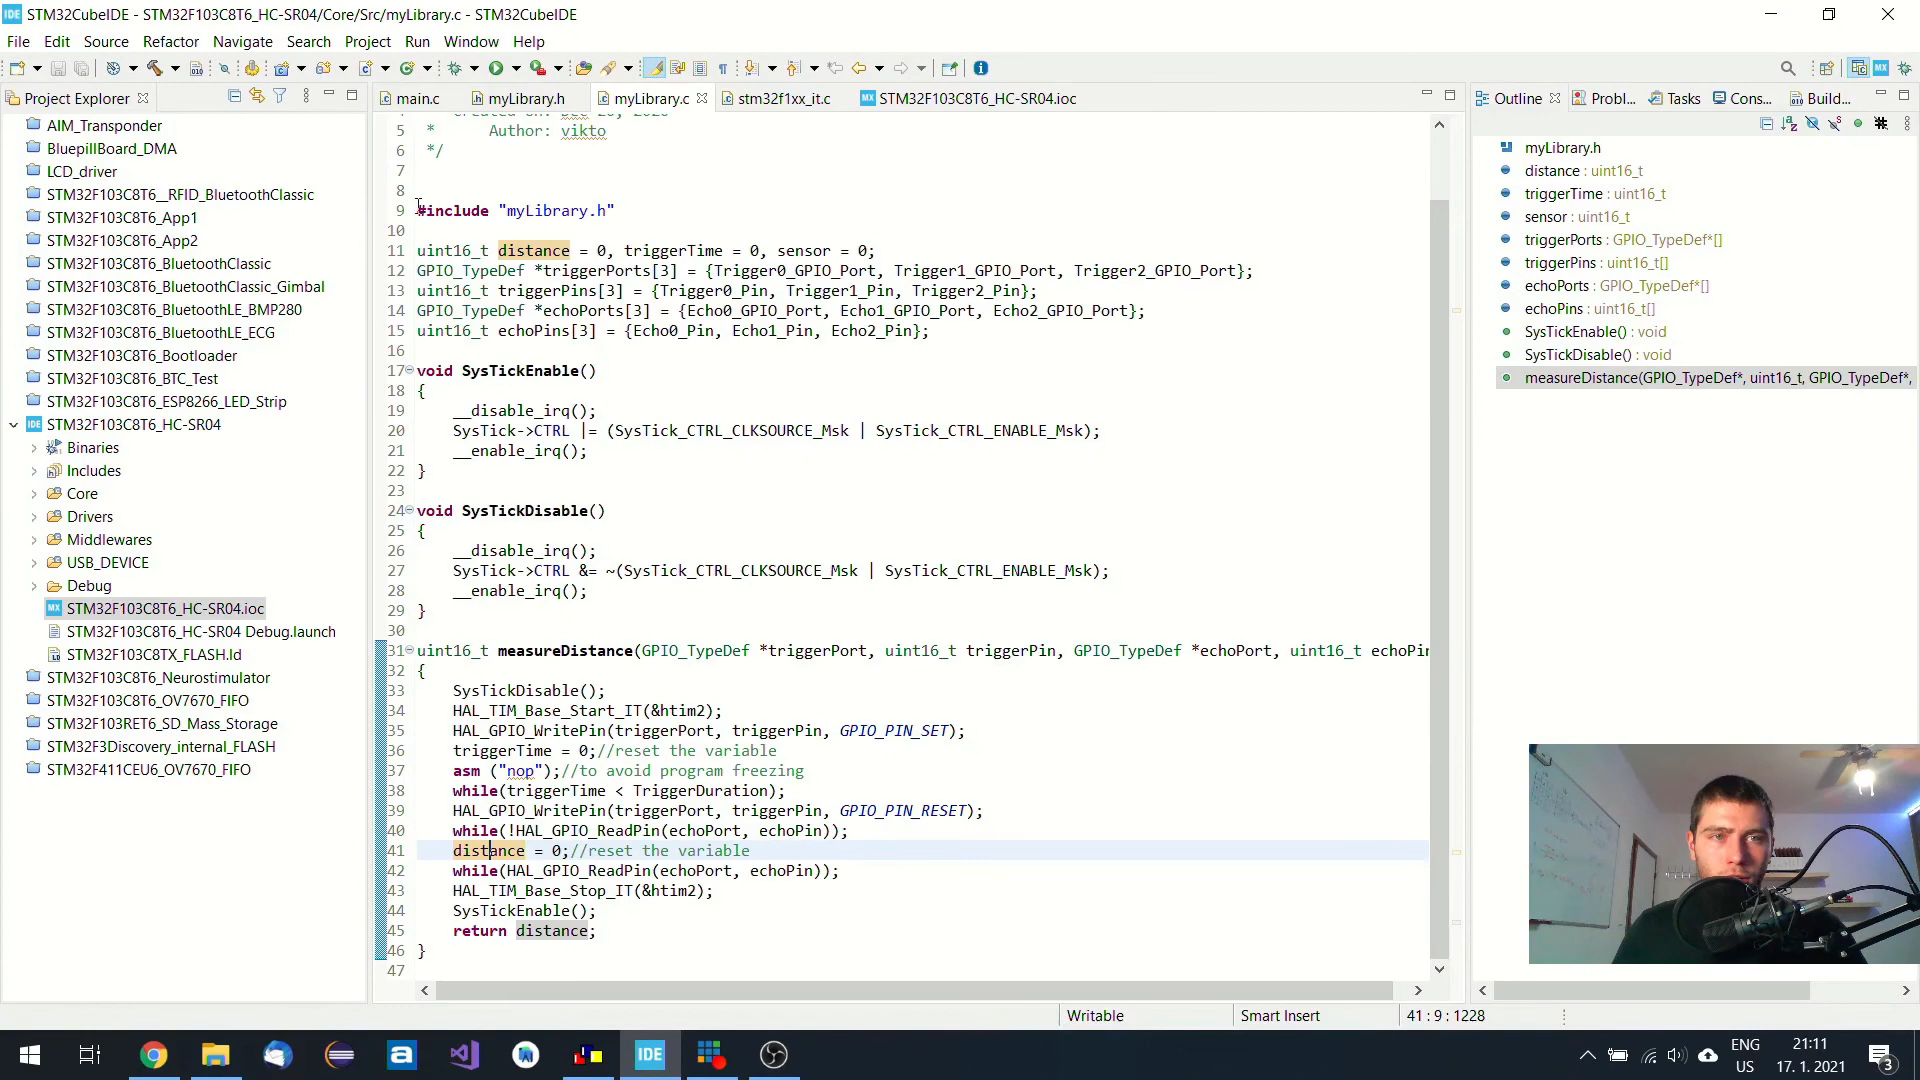 STM32CubeIDE - STM32F103C8T6_HC-SR04/Core/Src/myLibrary.c - STM32CubeIDE
File Edit Source Refactor Navigate Search Project Run Window Help
Project Explorer
AIM_Transponder
BluepillBoard_DMA
LCD_driver
STM32F103C8T6__RFID_BluetoothClassic
STM32F103C8T6_App1
STM32F103C8T6_App2
STM32F103C8T6_BluetoothClassic
STM32F103C8T6_BluetoothClassic_Gimbal
STM32F103C8T6_BluetoothLE_BMP280
STM32F103C8T6_BluetoothLE_ECG
STM32F103C8T6_Bootloader
STM32F103C8T6_BTC_Test
STM32F103C8T6_ESP8266_LED_Strip
STM32F103C8T6_HC-SR04
Binaries
Includes
Core
Drivers
Middlewares
USB_DEVICE
Debug
STM32F103C8T6_HC-SR04.ioc
STM32F103C8T6_HC-SR04 Debug.launch
STM32F103C8TX_FLASH.ld
STM32F103C8T6_Neurostimulator
STM32F103C8T6_OV7670_FIFO
STM32F103RET6_SD_Mass_Storage
STM32F3Discovery_internal_FLASH
STM32F411CEU6_OV7670_FIFO
main.c myLibrary.h myLibrary.c stm32f1xx_it.c STM32F103C8T6_HC-SR04.ioc
5 * Author: vikto
6 */
7
8
9 #include "myLibrary.h"
10
11 uint16_t distance = 0, triggerTime = 0, sensor = 0;
12 GPIO_TypeDef *triggerPorts[3] = {Trigger0_GPIO_Port, Trigger1_GPIO_Port, Trigger2_GPIO_Port};
13 uint16_t triggerPins[3] = {Trigger0_Pin, Trigger1_Pin, Trigger2_Pin};
14 GPIO_TypeDef *echoPorts[3] = {Echo0_GPIO_Port, Echo1_GPIO_Port, Echo2_GPIO_Port};
15 uint16_t echoPins[3] = {Echo0_Pin, Echo1_Pin, Echo2_Pin};
16
17 void SysTickEnable()
18 {
19 __disable_irq();
20 SysTick->CTRL |= (SysTick_CTRL_CLKSOURCE_Msk | SysTick_CTRL_ENABLE_Msk);
21 __enable_irq();
22 }
23
24 void SysTickDisable()
25 {
26 __disable_irq();
27 SysTick->CTRL &= ~(SysTick_CTRL_CLKSOURCE_Msk | SysTick_CTRL_ENABLE_Msk);
28 __enable_irq();
29 }
30
31 uint16_t measureDistance(GPIO_TypeDef *triggerPort, uint16_t triggerPin, GPIO_TypeDef *echoPort, uint16_t echoPin
32 {
33 SysTickDisable();
34 HAL_TIM_Base_Start_IT(&htim2);
35 HAL_GPIO_WritePin(triggerPort, triggerPin, GPIO_PIN_SET);
36 triggerTime = 0;//reset the variable
37 asm ("nop");//to avoid program freezing
38 while(triggerTime < TriggerDuration);
39 HAL_GPIO_WritePin(triggerPort, triggerPin, GPIO_PIN_RESET);
40 while(!HAL_GPIO_ReadPin(echoPort, echoPin));
41 distance = 0;//reset the variable
42 while(HAL_GPIO_ReadPin(echoPort, echoPin));
43 HAL_TIM_Base_Stop_IT(&htim2);
44 SysTickEnable();
45 return distance;
46 }
47
Outline Probl... Tasks Cons... Build...
myLibrary.h
distance : uint16_t
triggerTime : uint16_t
sensor : uint16_t
triggerPorts : GPIO_TypeDef*[]
triggerPins : uint16_t[]
echoPorts : GPIO_TypeDef*[]
echoPins : uint16_t[]
SysTickEnable() : void
SysTickDisable() : void
measureDistance(GPIO_TypeDef*, uint16_t, GPIO_TypeDef*,
Writable Smart Insert 41 : 9 : 1228
IDE
ENG
US
21:11
17. 1. 2021
3